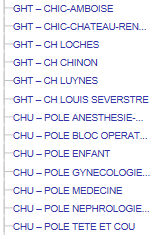 GHT – CHIC-AMBOISE
GHT – CHIC-CHATEAU-REN...
GHT – CH LOCHES
GHT – CH CHINON
GHT – CH LUYNES
GHT – CH LOUIS SEVERSTRE
CHU – POLE ANESTHESIE-...
CHU – POLE BLOC OPERAT...
CHU – POLE ENFANT
CHU – POLE GYNECOLOGIE...
CHU – POLE MEDECINE
CHU – POLE NEPHROLOGIE...
CHU – POLE TETE ET COU